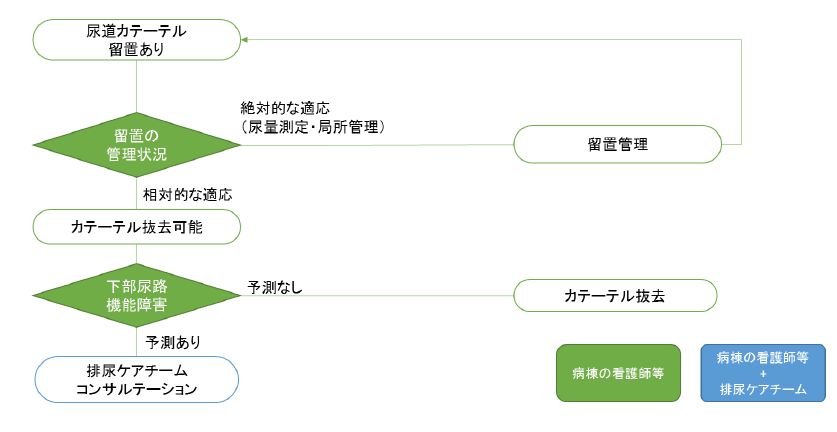 尿道カテーテル
留置あり
絶対的な適応
（尿量測定・局所管理）
留置の
管理状況
留置管理
相対的な適応
カテーテル抜去可能
下部尿路
機能障害
予測なし
カテーテル抜去
予測あり
排尿ケアチーム
コンサルテーション
病棟の看護師等
病棟の看護師等
+
排尿ケアチーム